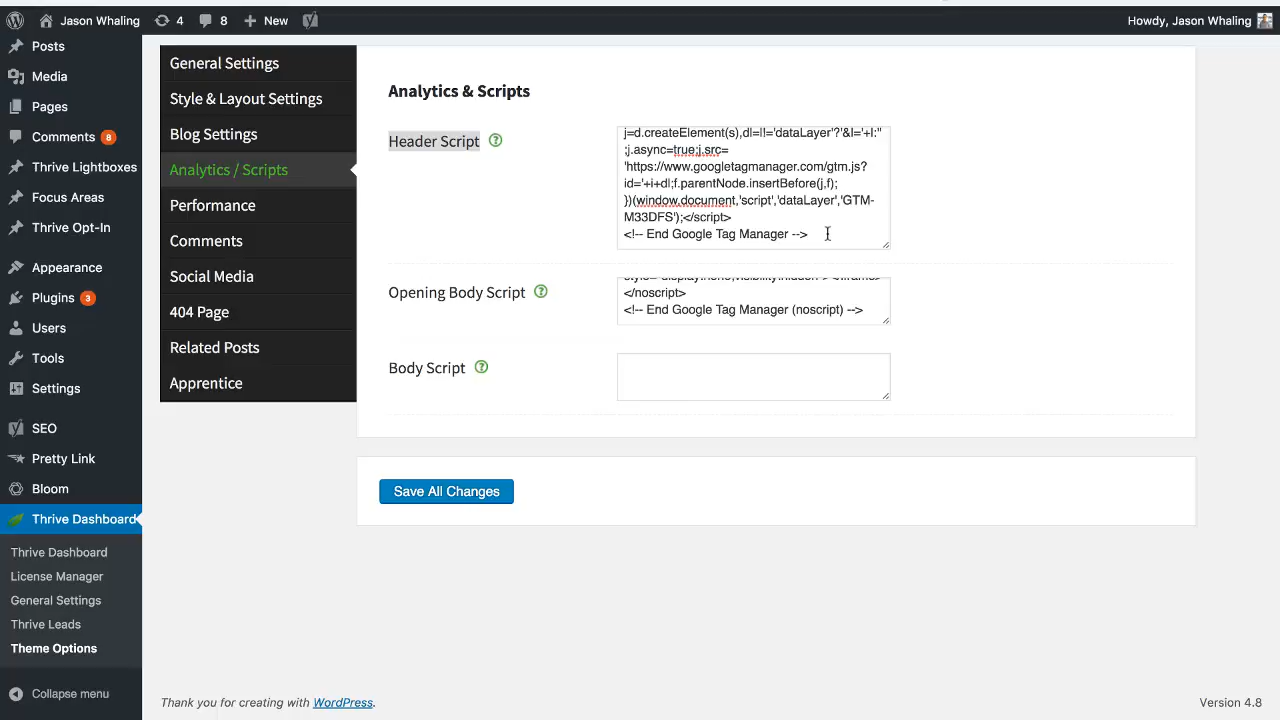 Jason Whaling 4 8 New Howdy, Jason Whaling
Posts
Media
Pages
Comments 8
Thrive Lightboxes
Focus Areas
Thrive Opt-In
Appearance
Plugins 3
Users
Tools
Settings
SEO
Pretty Link
Bloom
Thrive Dashboard
Thrive Dashboard
License Manager
General Settings
Thrive Leads
Theme Options
Collapse menu
General Settings
Style & Layout Settings
Blog Settings
Analytics / Scripts
Performance
Comments
Social Media
404 Page
Related Posts
Apprentice
Analytics & Scripts
Header Script
j=d.createElement(s),dl=l!='dataLayer'?'&l='+l:''
;j.async=true;j.src=
'https://www.googletagmanager.com/gtm.js?
id='+i+dl;f.parentNode.insertBefore(j,f);
})(window,document,'script','dataLayer','GTM-
M33DFS');</script>
<!-- End Google Tag Manager -->
Opening Body Script
style="display:none;visibility:hidden"></iframe>
</noscript>
<!-- End Google Tag Manager (noscript) -->
Body Script
Save All Changes
Thank you for creating with WordPress.
Version 4.8